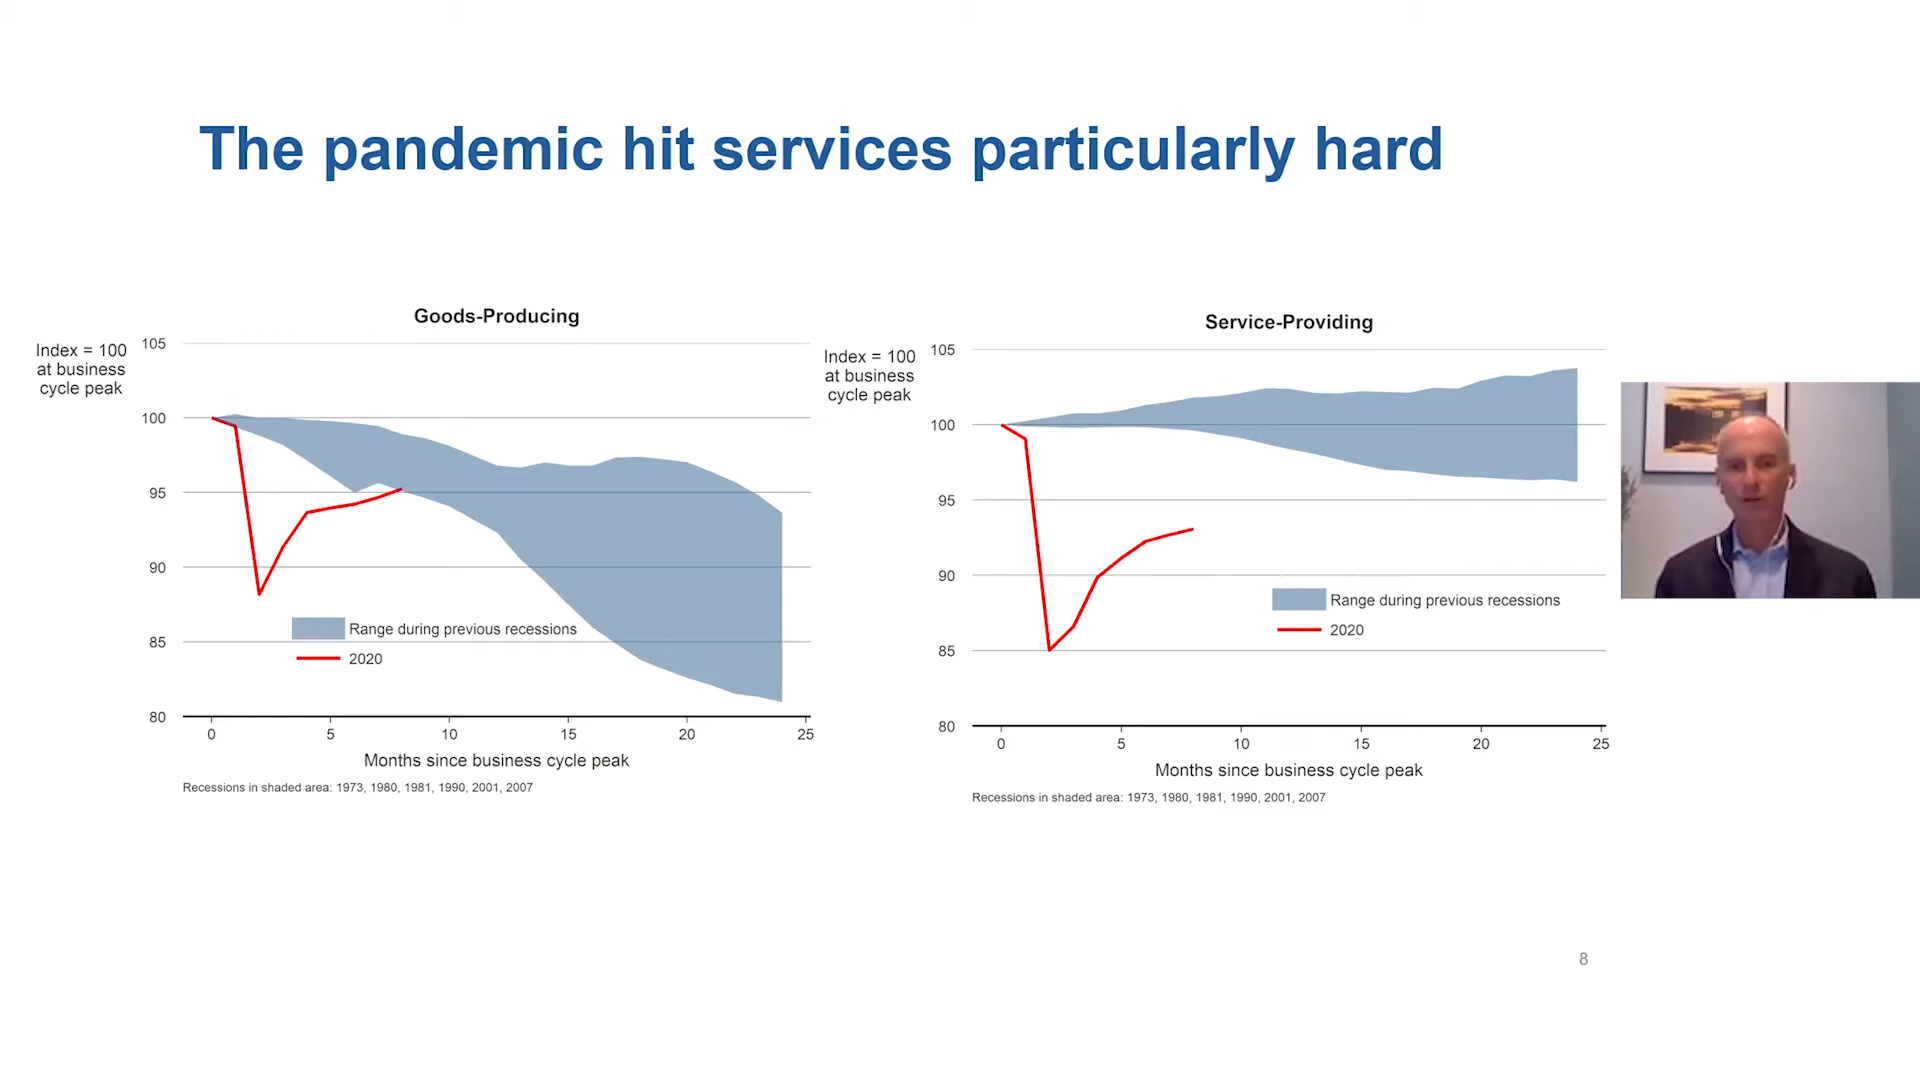 The pandemic hit services particularly hard
Goods-Producing
Index = 100
at business
cycle peak
105
100
95
90
85
80
Range during previous recessions
2020
0 5 10 15 20 25
Months since business cycle peak
Recessions in shaded area: 1973, 1980, 1981, 1990, 2001, 2007
Service-Providing
Index = 100
at business
cycle peak
105
100
95
90
85
80
Range during previous recessions
2020
0 5 10 15 20 25
Months since business cycle peak
Recessions in shaded area: 1973, 1980, 1981, 1990, 2001, 2007
8